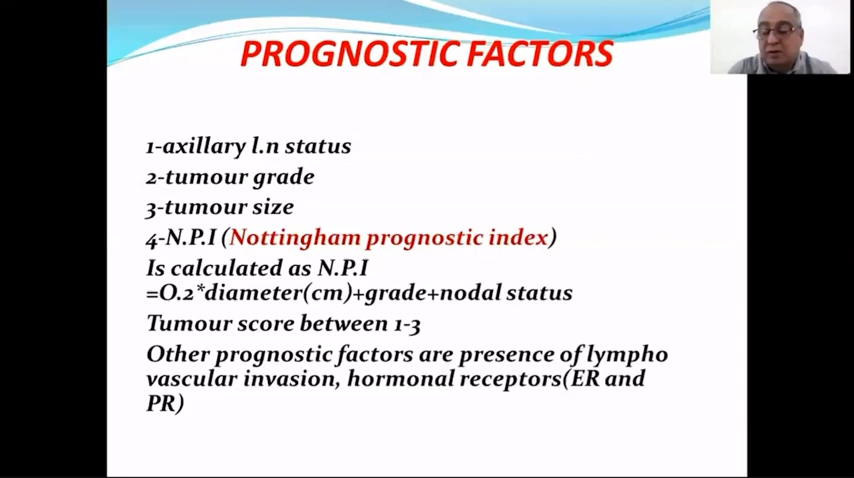 PROGNOSTIC FACTORS
1-axillary l.n status
2-tumour grade
3-tumour size
4-N.P.I (Nottingham prognostic index)
Is calculated as N.P.I
=O.2*diameter(cm)+grade+nodal status
Tumour score between 1-3
Other prognostic factors are presence of lympho
vascular invasion, hormonal receptors(ER and
PR)